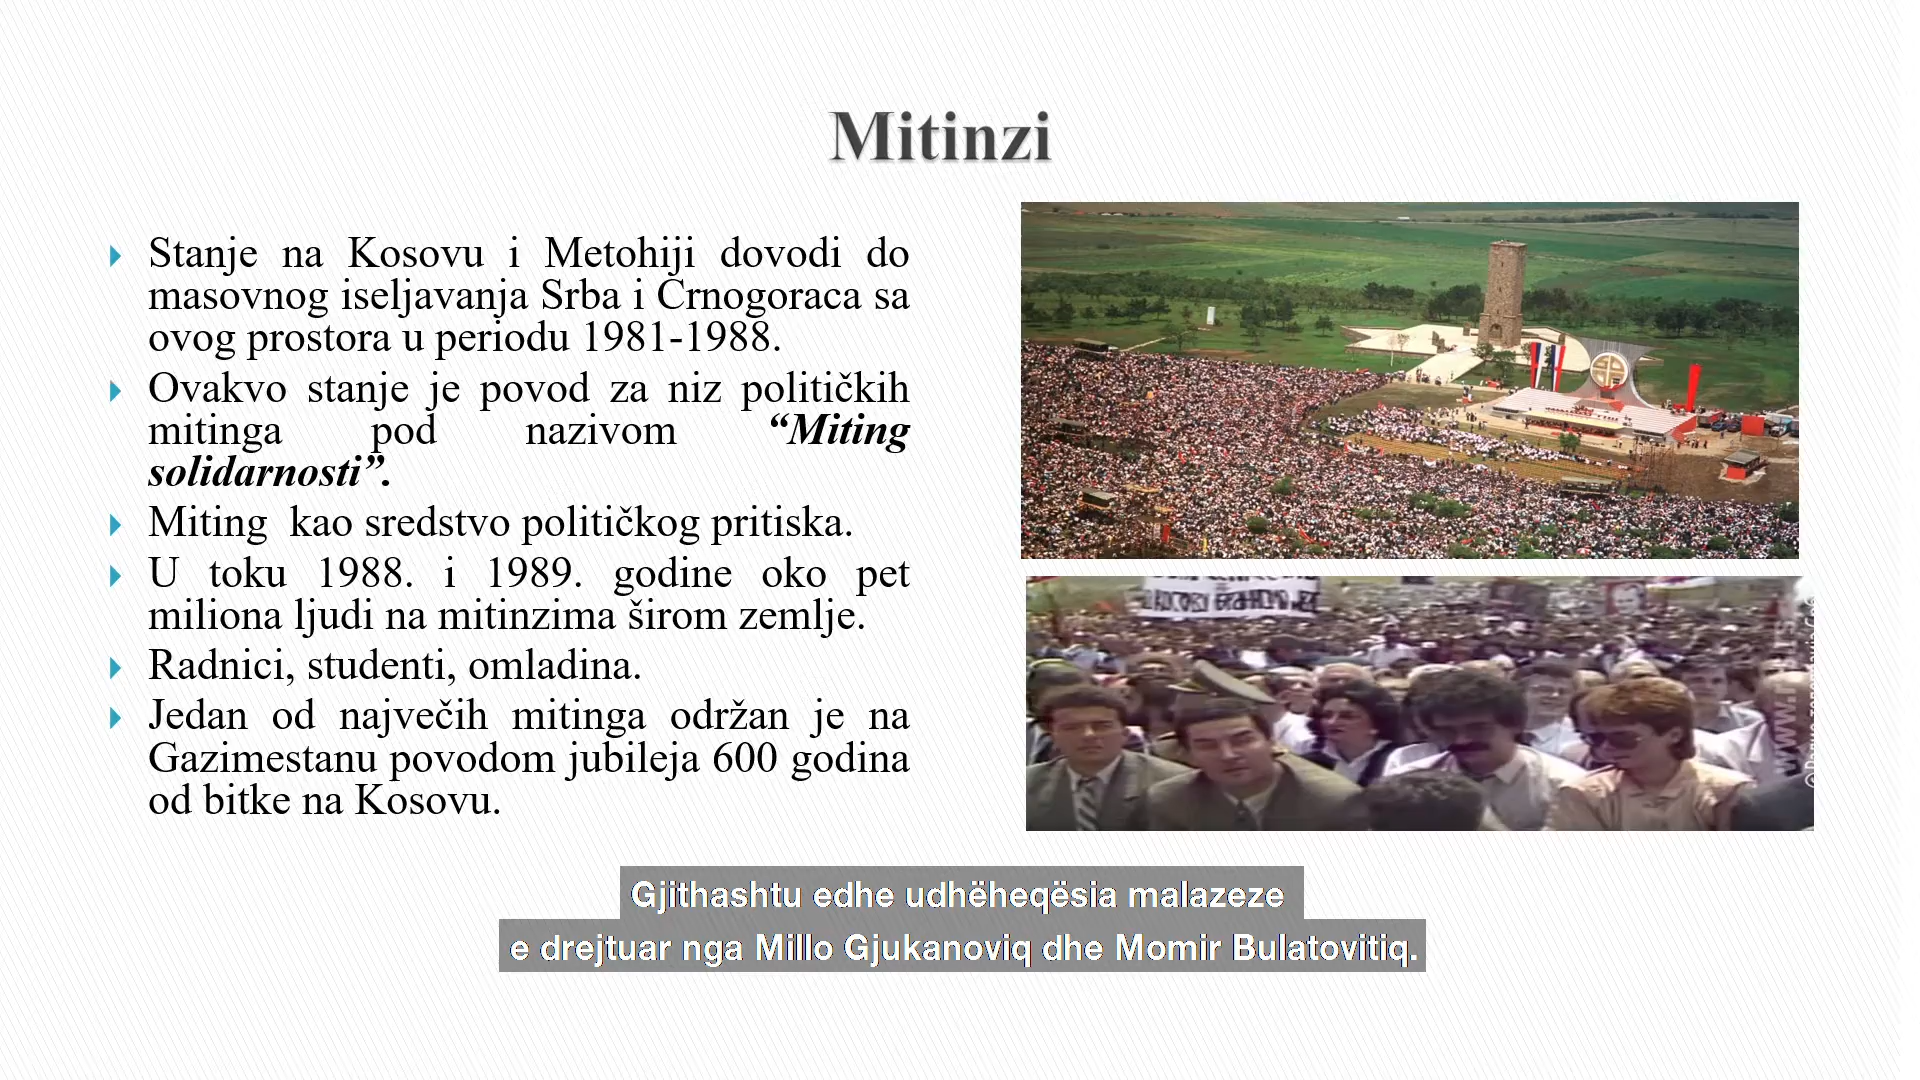 Mitinzi
Stanje na Kosovu i Metohiji dovodi do
masovnog iseljavanja Srba i Crnogoraca sa
ovog prostora u periodu 1981-1988.
Ovakvo stanje je povod za niz političkih
mitinga pod nazivom “Miting
solidarnosti”.
Miting kao sredstvo političkog pritiska.
U toku 1988. i 1989. godine oko pet
miliona ljudi na mitinzima širom zemlje.
Radnici, studenti, omladina.
Jedan od največih mitinga održan je na
Gazimestanu povodom jubileja 600 godina
od bitke na Kosovu.
Gjithashtu edhe udhëheqësia malazeze
e drejtuar nga Millo Gjukanoviq dhe Momir Bulatovitiq.